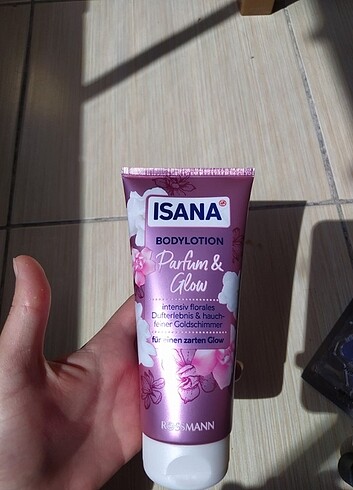 ISANA
BODYLOTION
Parfum &
Glow
intensiv florales
Dufterlebnis & hauch-
feiner Goldschimmer
für einen zarten Glow
ROSSMANN